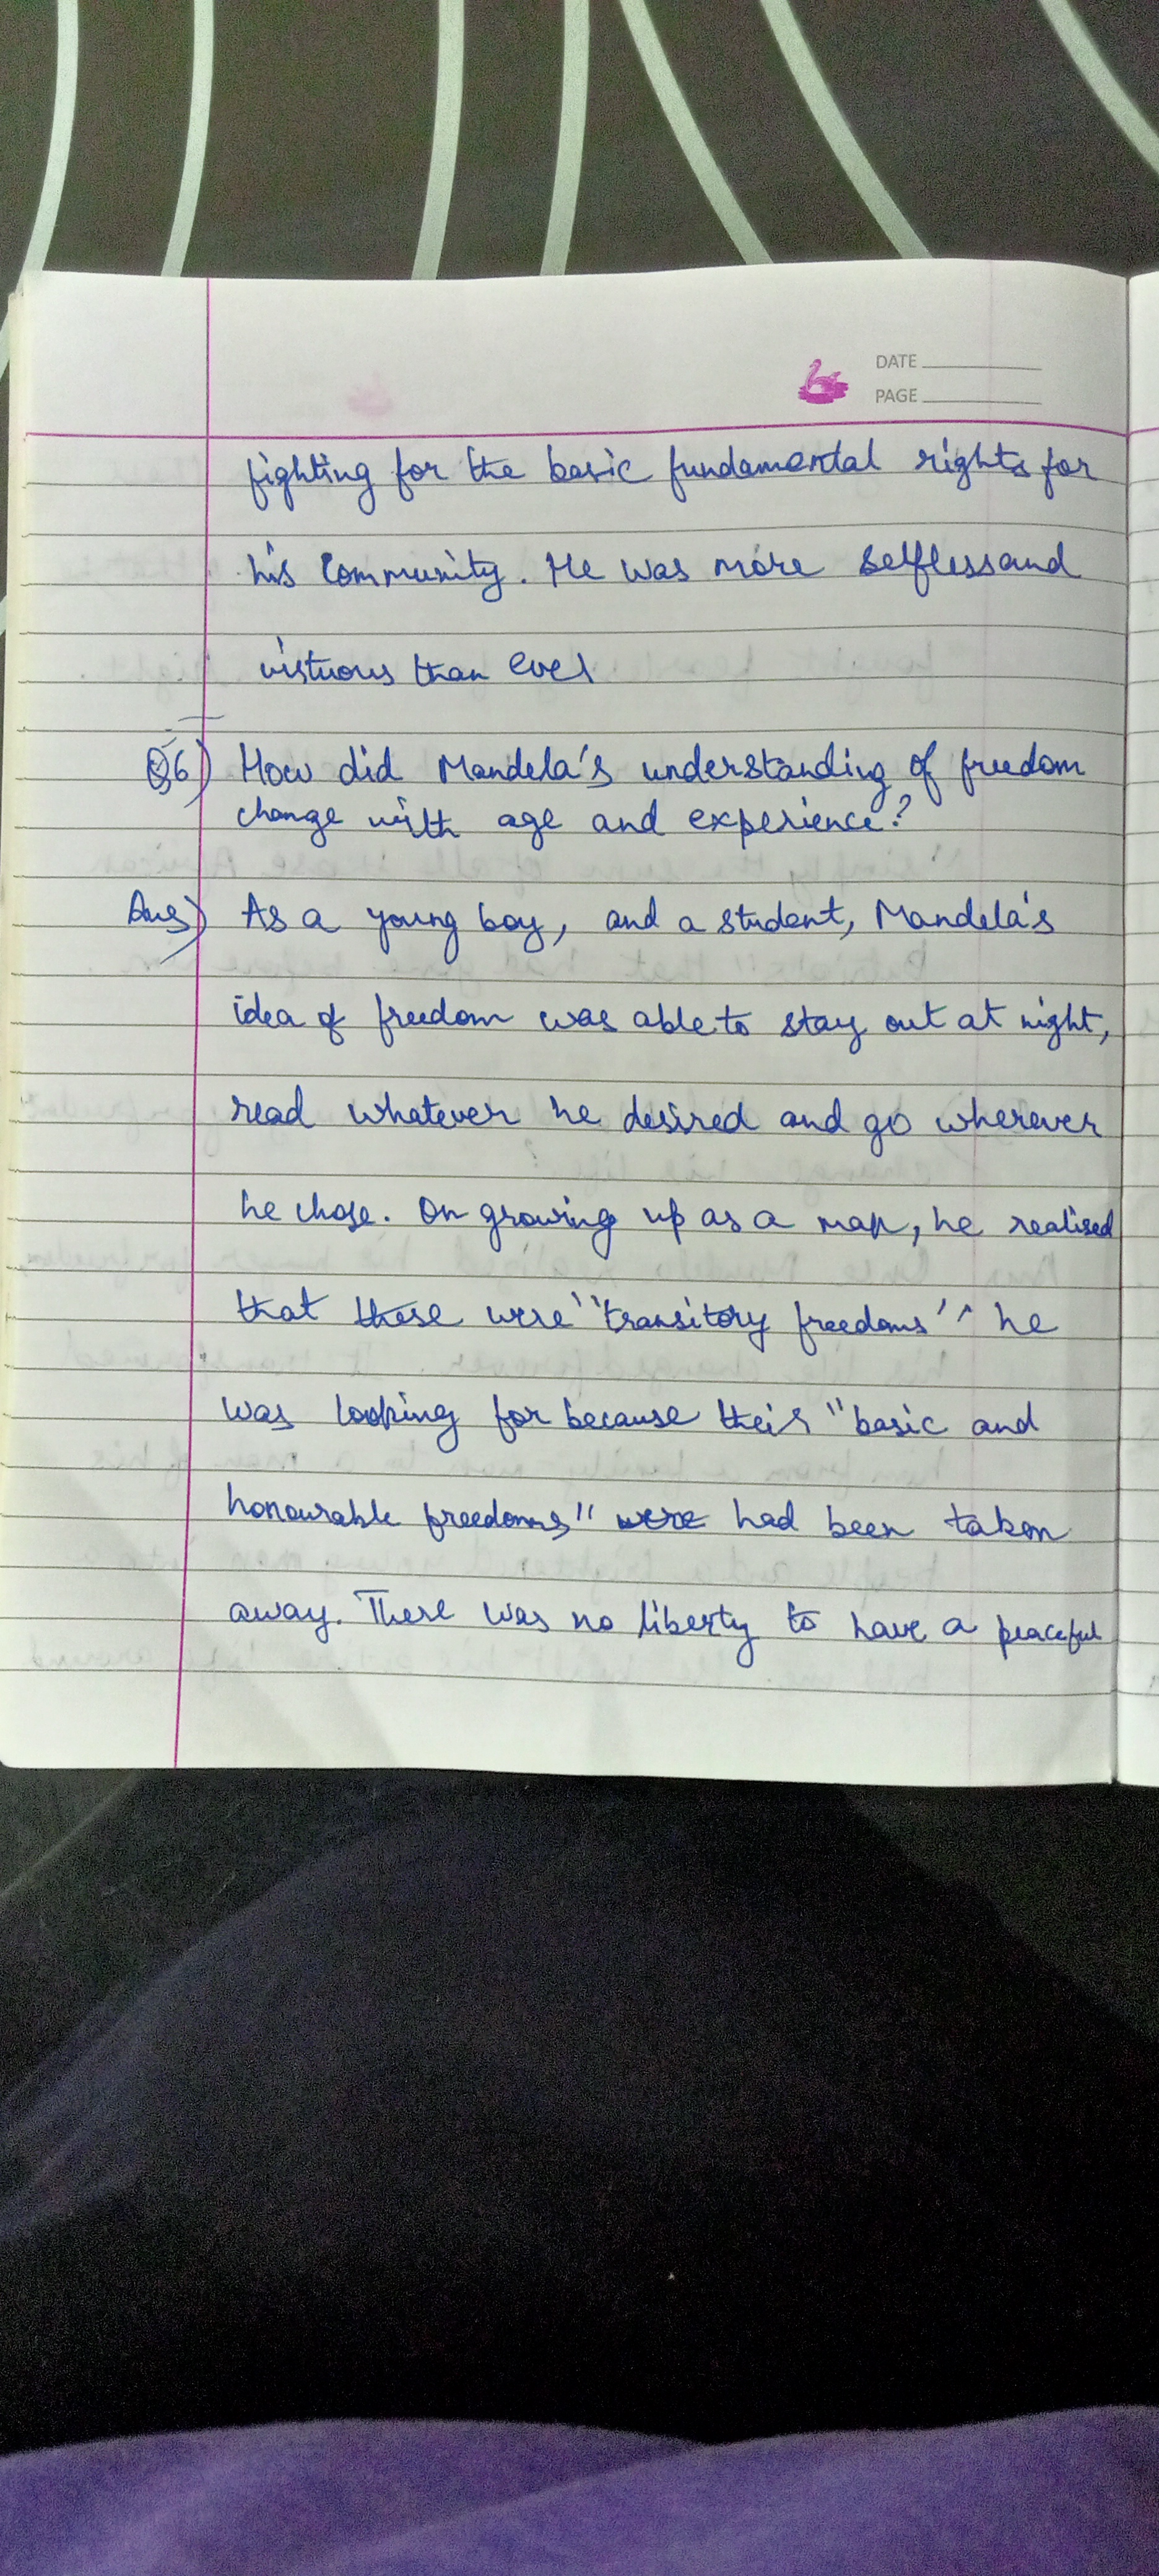 DATE
PAGE
fighting for the basic fundamental rights for
his Community. He was more selfless and
virtuous than ever
Q6) How did Mandela's understanding of freedom
change with age and experience?
Ans) As a young boy, and a student, Mandela's
idea of freedom was able to stay out at night,
read whatever he desired and go wherever
he chose. On growing up as a man, he realised
that these were "transitory freedoms" he
was looking for because their "basic and
honourable freedoms" were had been taken
away. There was no liberty to have a peaceful